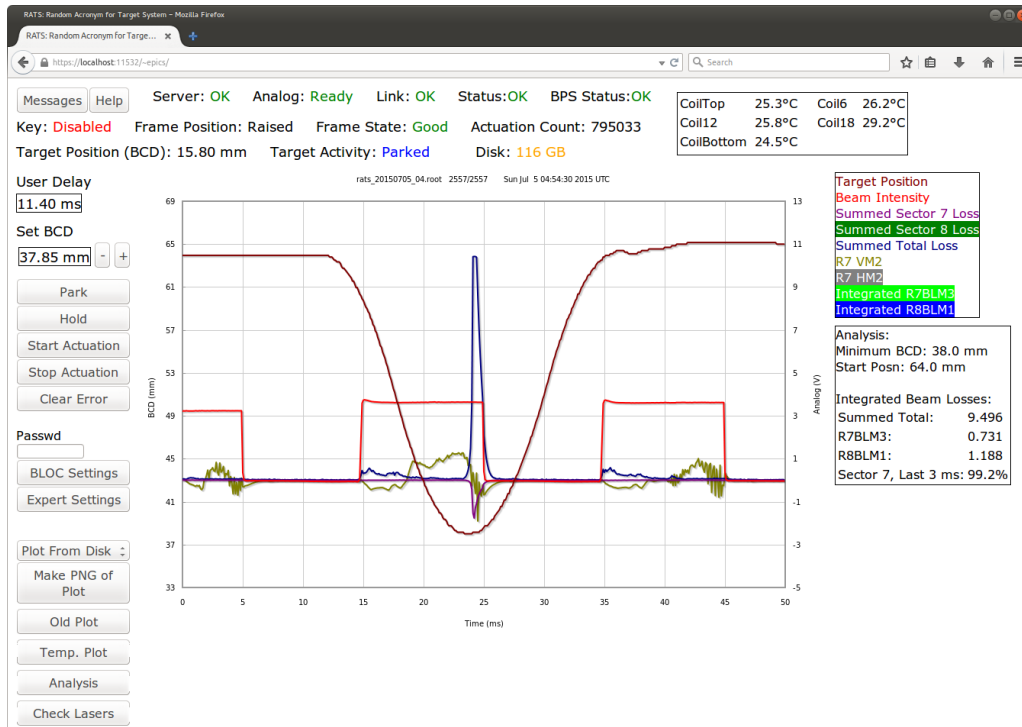 RATS: Random Acronym for Target System - Mozilla Firefox
RATS: Random Acronym for Targe... ×
https://localhost:11532/~epics/
Search
Messages Help Server: OK Analog: Ready Link: OK Status:OK BPS Status:OK
Key: Disabled Frame Position: Raised Frame State: Good Actuation Count: 795033
Target Position (BCD): 15.80 mm Target Activity: Parked Disk: 116 GB
CoilTop 25.3°C Coil6 26.2°C
Coil12 25.8°C Coil18 29.2°C
CoilBottom 24.5°C
User Delay
11.40 ms
Set BCD
37.85 mm - +
Park
Hold
Start Actuation
Stop Actuation
Clear Error
Passwd
BLOC Settings
Expert Settings
Plot From Disk
Make PNG of
Plot
Old Plot
Temp. Plot
Analysis
Check Lasers
rats_20150705_04.root 2557/2557 Sun Jul 5 04:54:30 2015 UTC
69
65
61
57
53
49
45
41
37
33
BCD (mm)
13
11
9
7
5
3
1
-1
-3
-5
Analog (V)
0 5 10 15 20 25 30 35 40 45 50
Time (ms)
Target Position
Beam Intensity
Summed Sector 7 Loss
Summed Sector 8 Loss
Summed Total Loss
R7 VM2
R7 HM2
Integrated R7BLM3
Integrated R8BLM1
Analysis:
Minimum BCD: 38.0 mm
Start Posn: 64.0 mm
Integrated Beam Losses:
Summed Total: 9.496
R7BLM3: 0.731
R8BLM1: 1.188
Sector 7, Last 3 ms: 99.2%